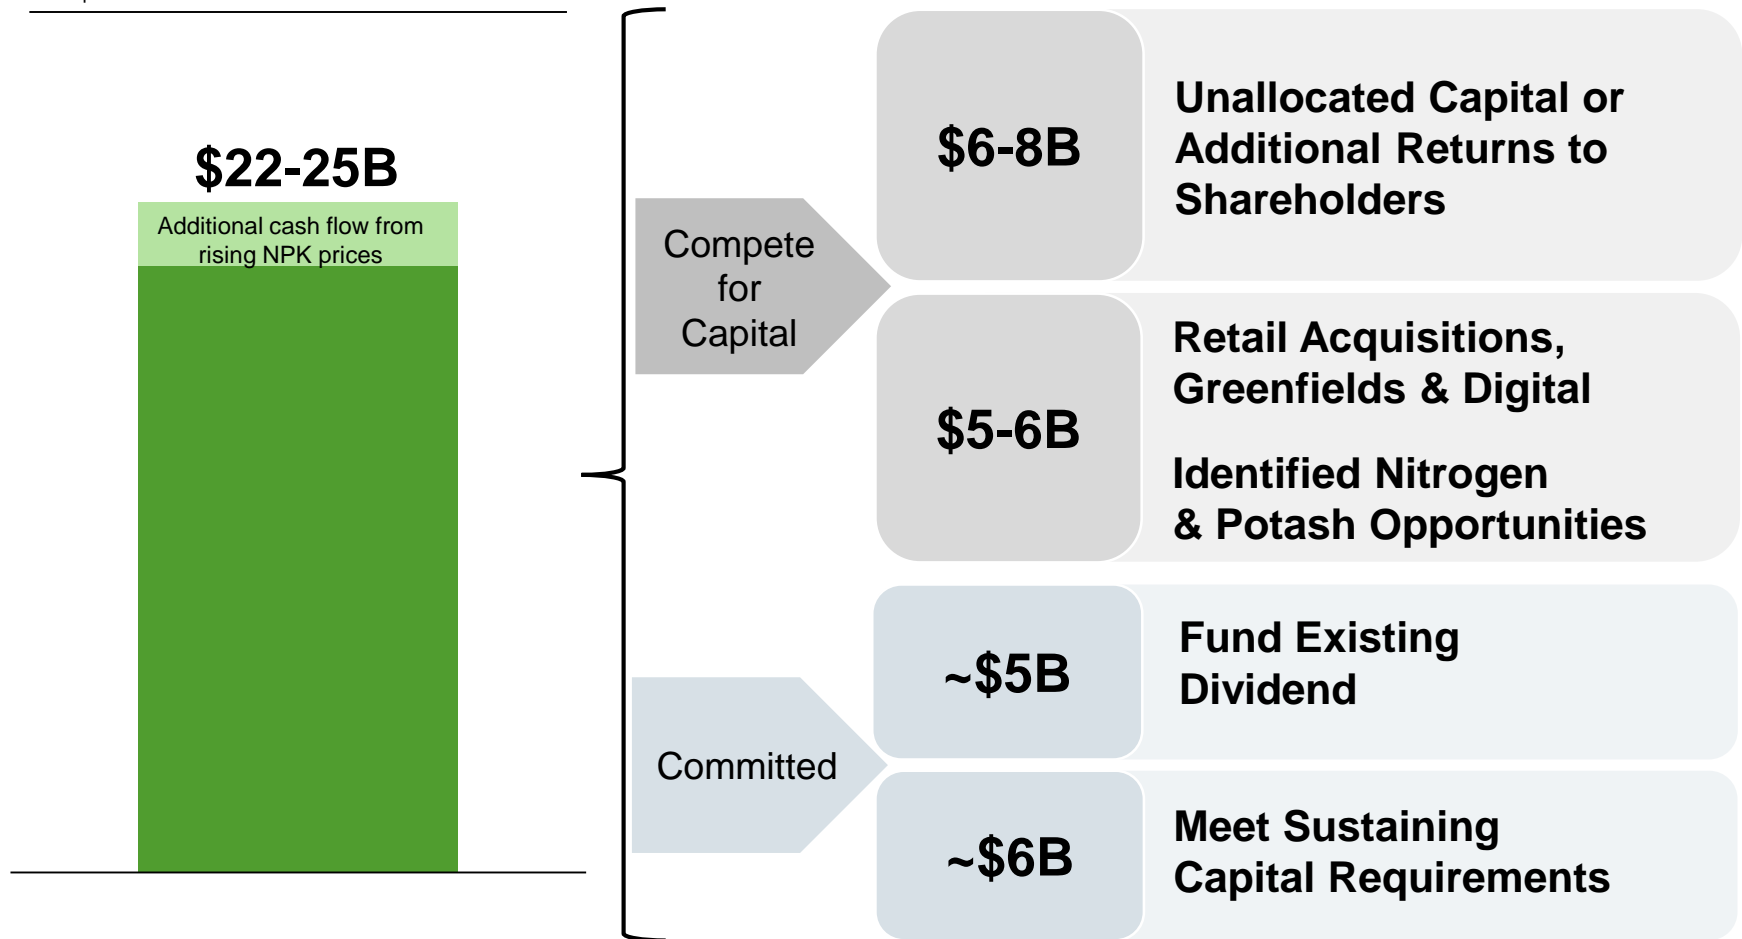 $22-25B
Additional cash flow from
rising NPK prices
Compete
for
Capital
$6-8B
Unallocated Capital or
Additional Returns to
Shareholders
$5-6B
Retail Acquisitions,
Greenfields & Digital
Identified Nitrogen
& Potash Opportunities
Committed
~$5B
Fund Existing
Dividend
~$6B
Meet Sustaining
Capital Requirements